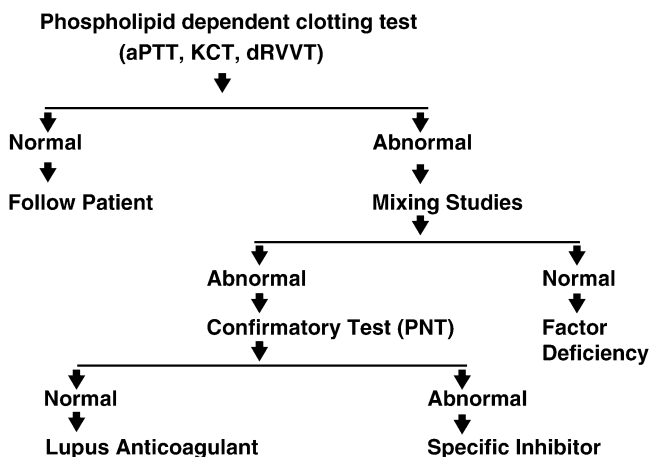 Phospholipid dependent clotting test
(aPTT, KCT, dRVVT)
Normal
Abnormal
Follow Patient
Mixing Studies
Abnormal
Normal
Confirmatory Test (PNT)
Factor
Deficiency
Normal
Abnormal
Lupus Anticoagulant
Specific Inhibitor